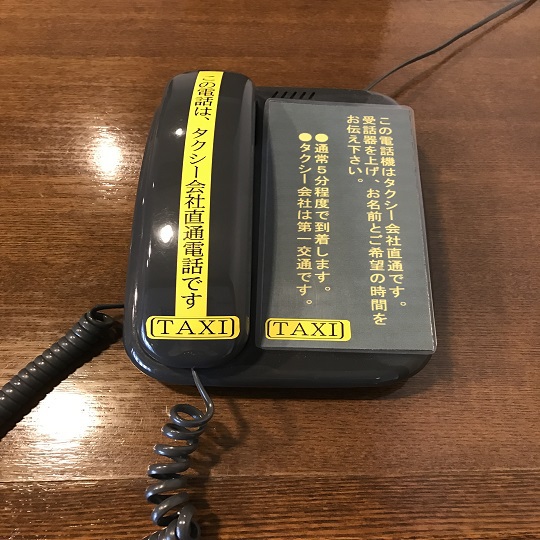 この電話は、タクシー会社直通電話です
TAXI
この電話機はタクシー会社直通です。
受話器を上げ、お名前とご希望の時間を
お伝え下さい。
●通常5分程度で到着します。
●タクシー会社は第一交通です。
TAXI